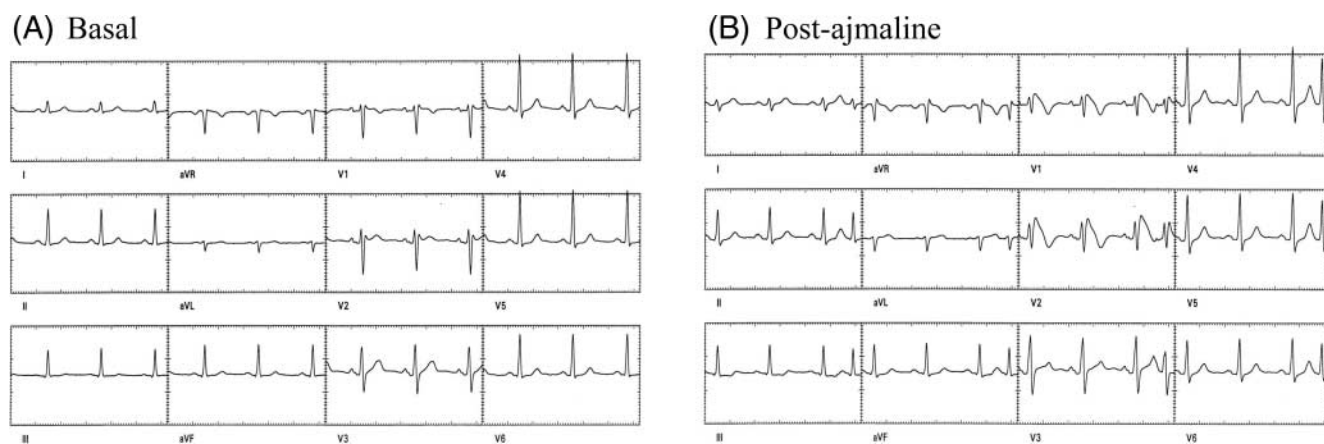 (A) Basal
(B) Post-ajmaline
I aVR V1 V4
II aVL V2 V5
III aVF V3 V6
I aVR V1 V4
II aVL V2 V5
III aVF V3 V6